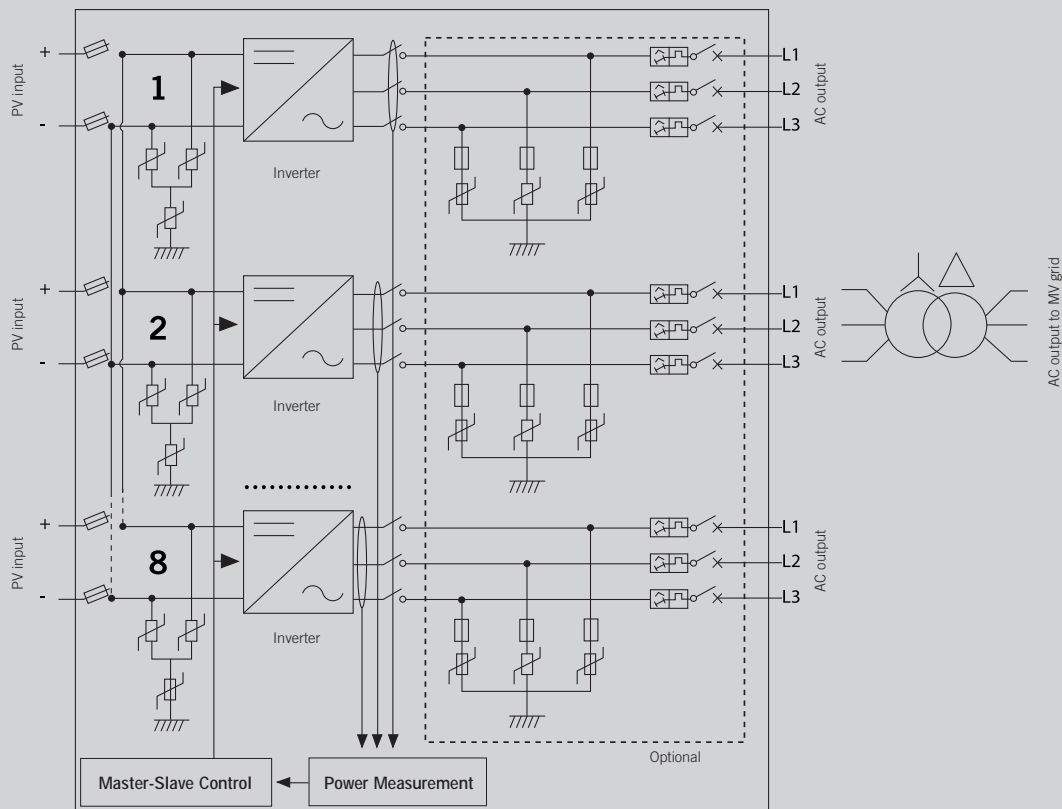 +
PV input
-
1
Inverter
L1
L2
L3
AC output
+
PV input
-
2
Inverter
L1
L2
L3
AC output
AC output to MV grid
+
PV input
-
8
Inverter
L1
L2
L3
AC output
Optional
Master-Slave Control
Power Measurement